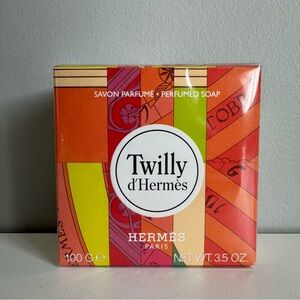 SAVON PARFUMÉ • PERFUMED SOAP
Twilly
d'Hermès
HERMÈS
PARIS
100 G ℮ NET WT. 3.5 OZ